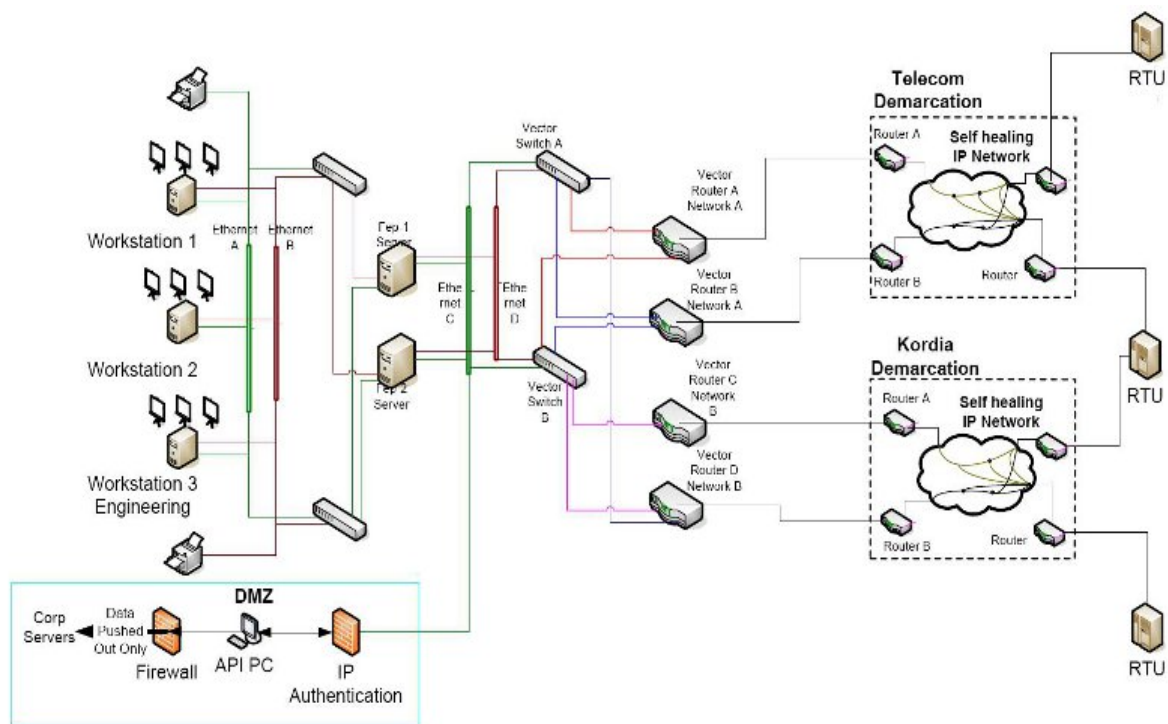 RTU
Telecom
Demarcation
Self healing
IP Network
Router A
Router B
Router
Vector
Switch A
Vector
Router A
Network A
Vector
Router B
Network A
Ethernet
A
Ethernet
B
Workstation 1
Fep 1
Server
Ethe
rnet
C
Ethe
rnet
D
Workstation 2
Fep 2
Server
Vector
Switch
B
Vector
Router C
Network
B
Kordia
Demarcation
RTU
Router A
Self healing
IP Network
Workstation 3
Engineering
Vector
Router D
Network B
Router B
Router
DMZ
Corp
Servers
Data
Pushed
Out Only
Firewall
API PC
IP
Authentication
RTU